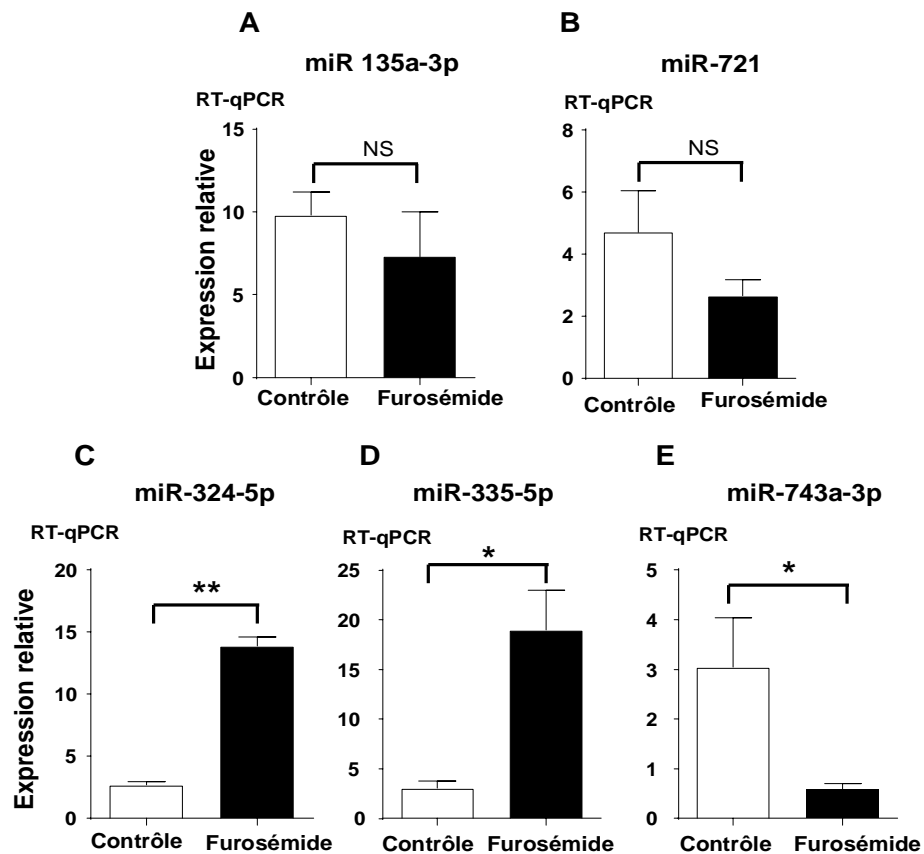 A
miR 135a-3p
RT-qPCR
Expression relative
15
10
5
0
NS
Contrôle
Furosémide
B
miR-721
RT-qPCR
8
6
4
2
0
NS
Contrôle
Furosémide
C
miR-324-5p
RT-qPCR
Expression relative
20
15
10
5
0
**
Contrôle
Furosémide
D
miR-335-5p
RT-qPCR
25
20
15
10
5
0
*
Contrôle
Furosémide
E
miR-743a-3p
RT-qPCR
5
4
3
2
1
0
*
Contrôle
Furosémide